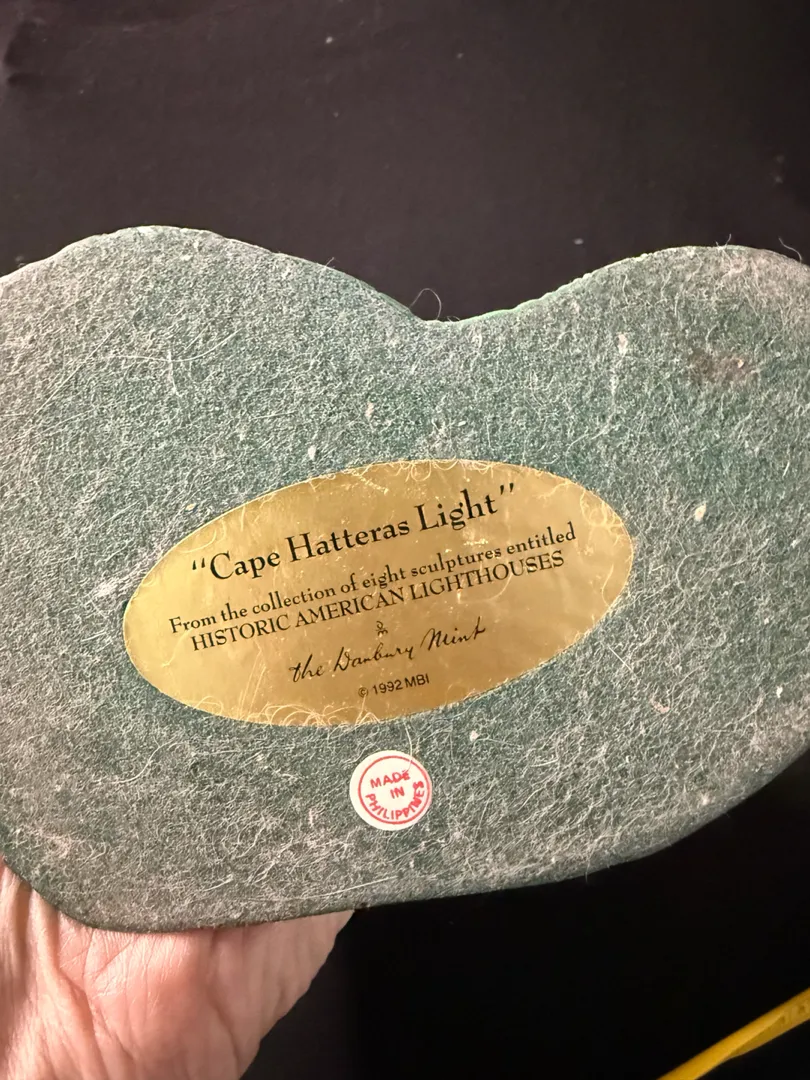 "Cape Hatteras Light"
From the collection of eight sculptures entitled
HISTORIC AMERICAN LIGHTHOUSES
the Danbury Mint
© 1992 MBI
MADE
IN
PHILIPPINES